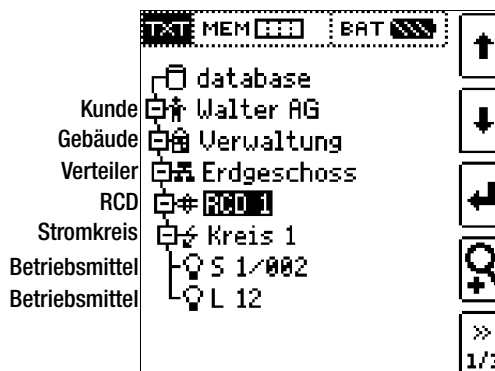 TXT MEM BAT
database
Kunde Walter AG
Gebäude Verwaltung
Verteiler Erdgeschoss
RCD RCD 1
Stromkreis Kreis 1
Betriebsmittel S 1/002
Betriebsmittel L 12
»
1/3